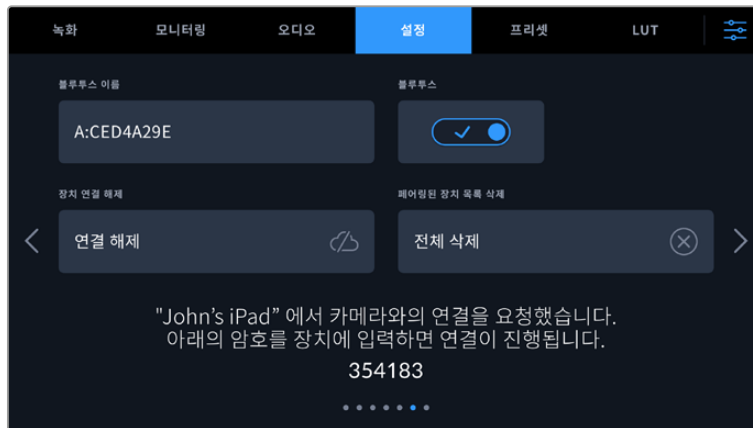 녹화 모니터링 오디오 설정 프리셋 LUT
블루투스 이름 블루투스
A:CED4A29E
장치 연결 해제 페어링된 장치 목록 삭제
연결 해제 전체 삭제
"John’s iPad” 에서 카메라와의 연결을 요청했습니다.
아래의 암호를 장치에 입력하면 연결이 진행됩니다.
354183